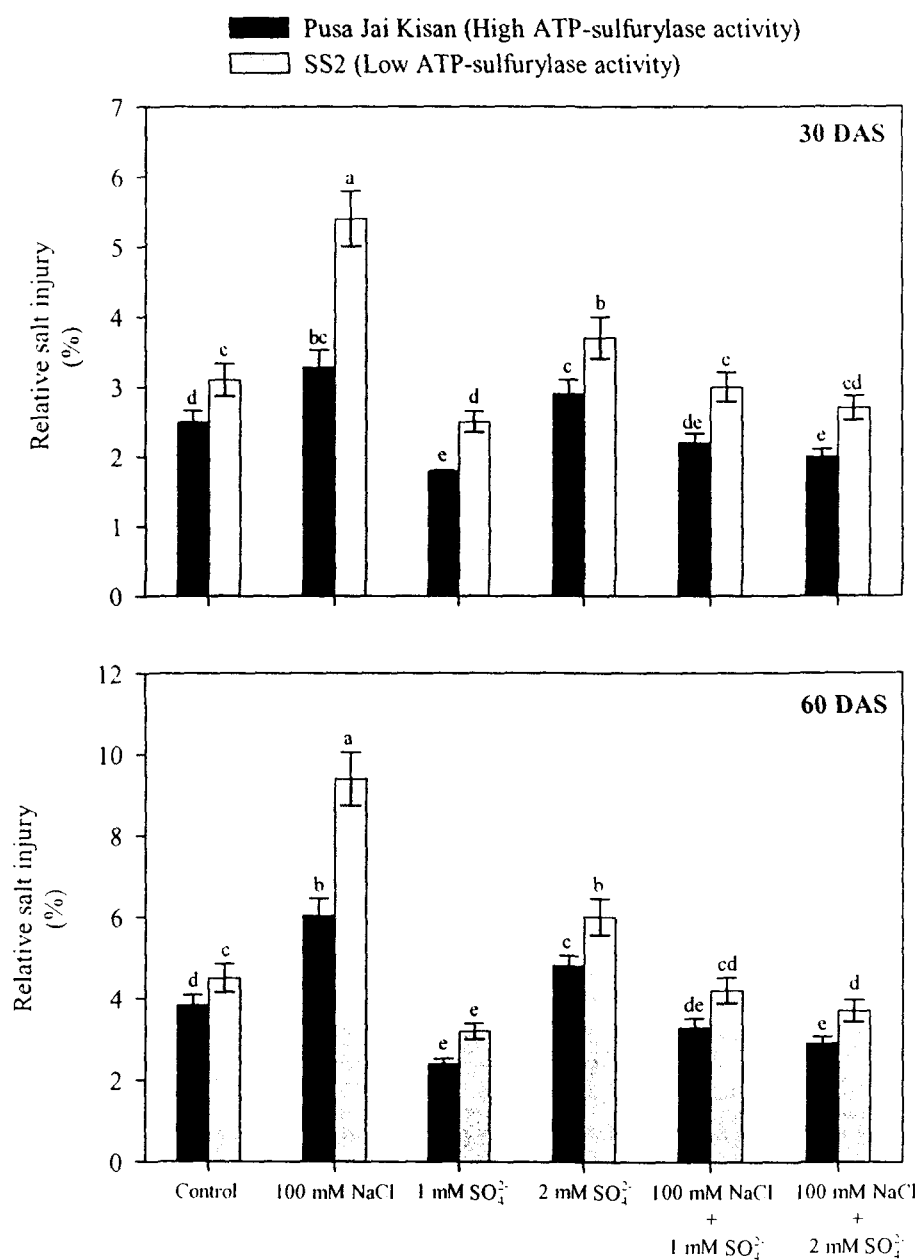 Pusa Jai Kisan (High ATP-sulfurylase activity)
SS2 (Low ATP-sulfurylase activity)
30 DAS
Relative salt injury
(%)
7
6
5
4
3
2
1
0
d
c
bc
a
e
d
c
b
de
c
e
cd
60 DAS
Relative salt injury
(%)
12
10
8
6
4
2
0
d
c
b
a
e
e
c
b
de
cd
e
d
Control
100 mM NaCl
1 mM SO₄²⁻
2 mM SO₄²⁻
100 mM NaCl
+
1 mM SO₄²⁻
100 mM NaCl
+
2 mM SO₄²⁻